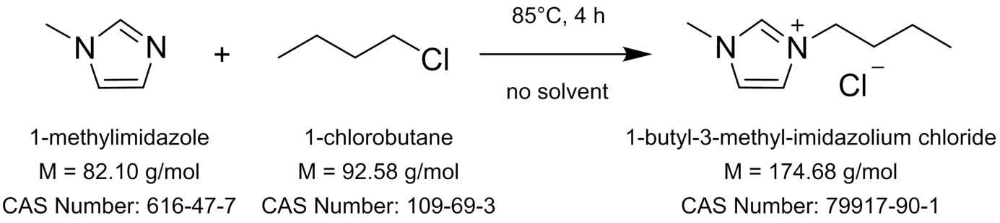 85°C, 4 h
N
N
+
Cl
N
N
+
Cl
−
no solvent
1-methylimidazole
1-chlorobutane
1-butyl-3-methyl-imidazolium chloride
M = 82.10 g/mol
M = 92.58 g/mol
M = 174.68 g/mol
CAS Number: 616-47-7
CAS Number: 109-69-3
CAS Number: 79917-90-1